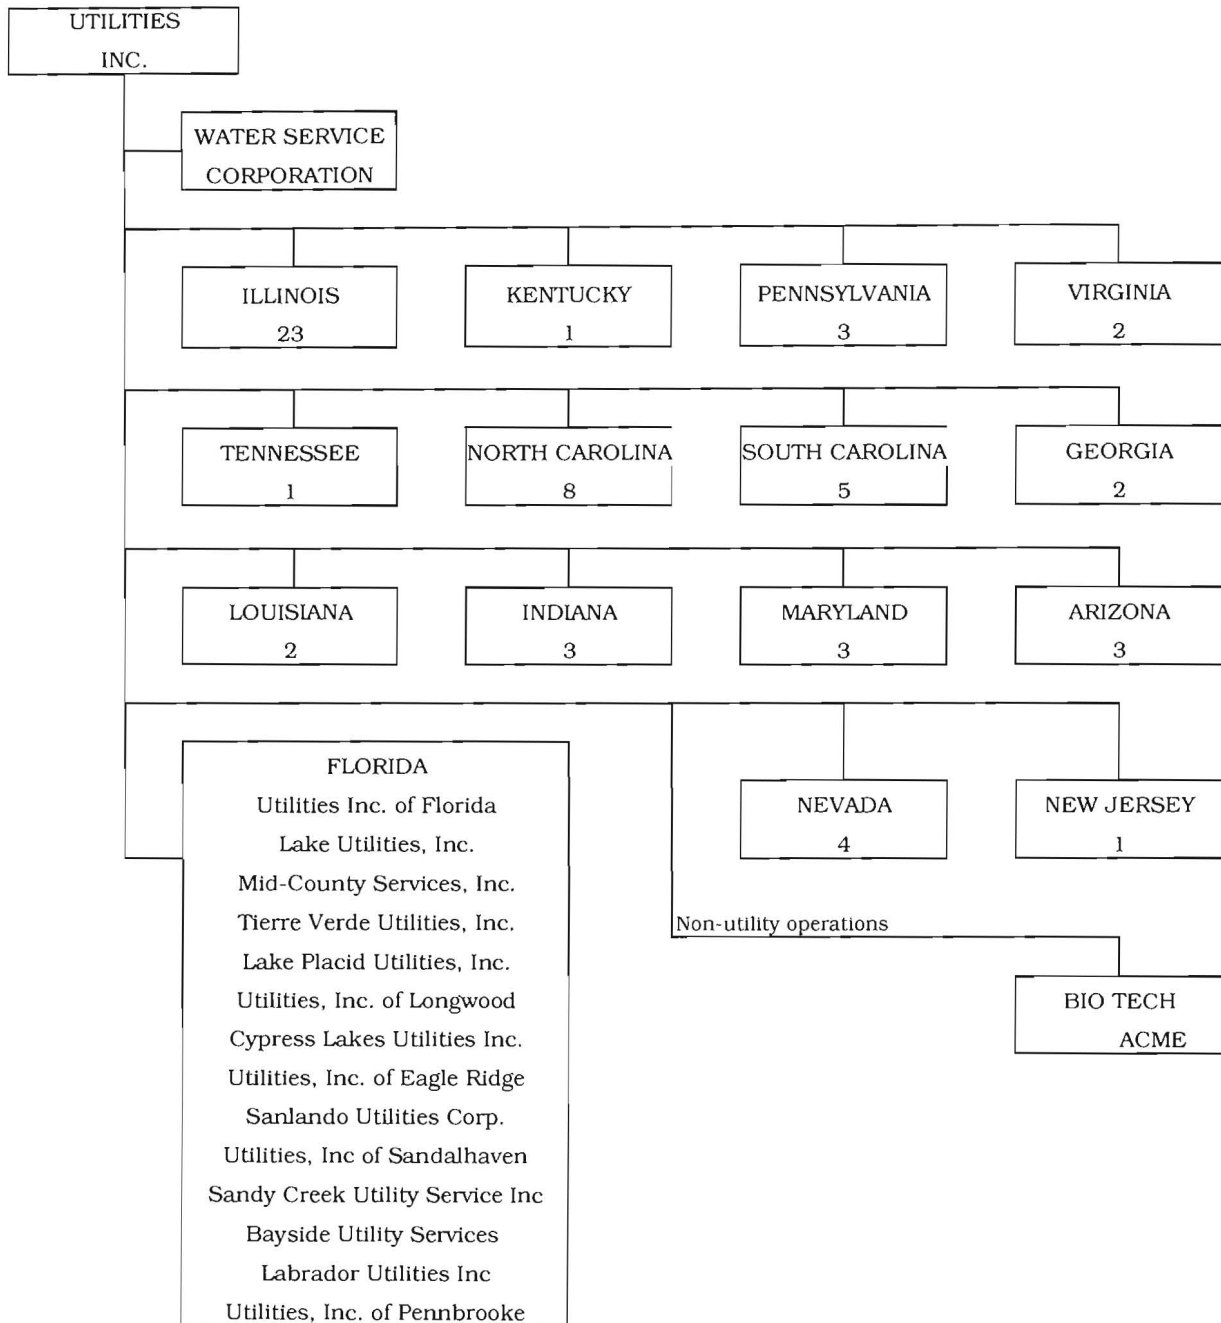 UTILITIES
INC.
WATER SERVICE
CORPORATION
ILLINOIS
23
KENTUCKY
1
PENNSYLVANIA
3
VIRGINIA
2
TENNESSEE
1
NORTH CAROLINA
8
SOUTH CAROLINA
5
GEORGIA
2
LOUISIANA
2
INDIANA
3
MARYLAND
3
ARIZONA
3
FLORIDA
Utilities Inc. of Florida
Lake Utilities, Inc.
Mid-County Services, Inc.
Tierre Verde Utilities, Inc.
Lake Placid Utilities, Inc.
Utilities, Inc. of Longwood
Cypress Lakes Utilities Inc.
Utilities, Inc. of Eagle Ridge
Sanlando Utilities Corp.
Utilities, Inc of Sandalhaven
Sandy Creek Utility Service Inc
Bayside Utility Services
Labrador Utilities Inc
Utilities, Inc. of Pennbrooke
NEVADA
4
NEW JERSEY
1
Non-utility operations
BIO TECH
ACME